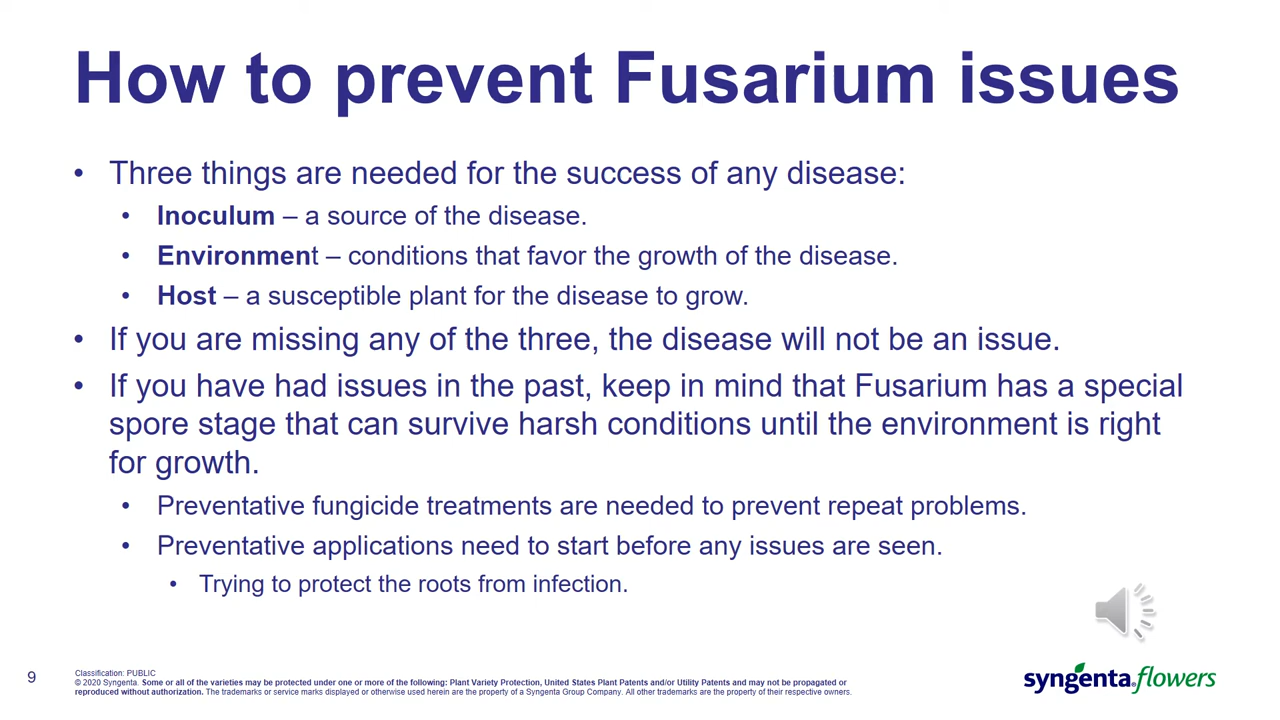 How to prevent Fusarium issues
• Three things are needed for the success of any disease:
• Inoculum – a source of the disease.
• Environment – conditions that favor the growth of the disease.
• Host – a susceptible plant for the disease to grow.
• If you are missing any of the three, the disease will not be an issue.
• If you have had issues in the past, keep in mind that Fusarium has a special
spore stage that can survive harsh conditions until the environment is right
for growth.
• Preventative fungicide treatments are needed to prevent repeat problems.
• Preventative applications need to start before any issues are seen.
• Trying to protect the roots from infection.
9
Classification: PUBLIC
© 2020 Syngenta. Some or all of the varieties may be protected under one or more of the following: Plant Variety Protection, United States Plant Patents and/or Utility Patents and may not be propagated or
reproduced without authorization. The trademarks or service marks displayed or otherwise used herein are the property of a Syngenta Group Company. All other trademarks are the property of their respective owners.
syngenta® flowers